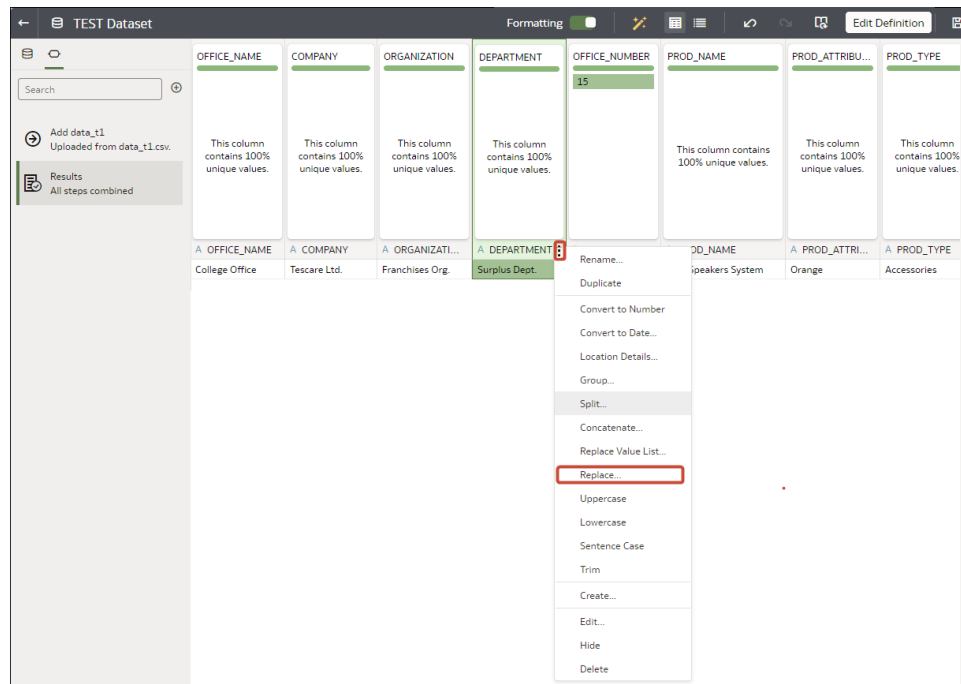 TEST Dataset
Formatting
Edit Definition
Search
Add data_t1
Uploaded from data_t1.csv.
Results
All steps combined
OFFICE_NAME COMPANY ORGANIZATION DEPARTMENT OFFICE_NUMBER PROD_NAME PROD_ATTRIBU... PROD_TYPE
15
This column
contains 100%
unique values.
This column
contains 100%
unique values.
This column
contains 100%
unique values.
This column
contains 100%
unique values.
This column contains
100% unique values.
This column
contains 100%
unique values.
This column
contains 100%
unique values.
A OFFICE_NAME A COMPANY A ORGANIZATI... A DEPARTMENT OD_NAME A PROD_ATTRI... A PROD_TYPE
College Office Tescare Ltd. Franchises Org. Surplus Dept. Speakers System Orange Accessories
Rename...
Duplicate
Convert to Number
Convert to Date...
Location Details...
Group...
Split...
Concatenate...
Replace Value List...
Replace...
Uppercase
Lowercase
Sentence Case
Trim
Create...
Edit...
Hide
Delete